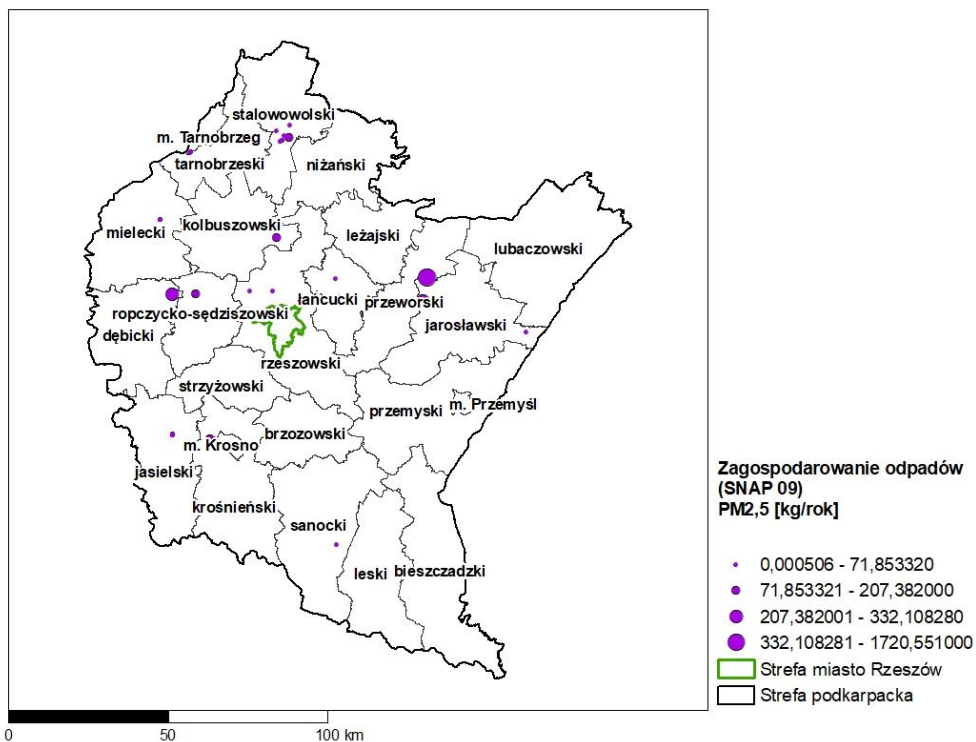 stalowowolski
m. Tarnobrzeg
tarnobrzeski
niżański
mielecki
kolbuszowski
leżajski
lubaczowski
łańcucki
przeworski
ropczycko-sędziszowski
dębicki
jarosławski
rzeszowski
strzyżowski
przemyski
m. Przemyśl
brzozowski
m. Krosno
jasielski
krośnieński
sanocki
leski
bieszczadzki
Zagospodarowanie odpadów
(SNAP 09)
PM2,5 [kg/rok]
0,000506 - 71,853320
71,853321 - 207,382000
207,382001 - 332,108280
332,108281 - 1720,551000
Strefa miasto Rzeszów
Strefa podkarpacka
0 50 100 km